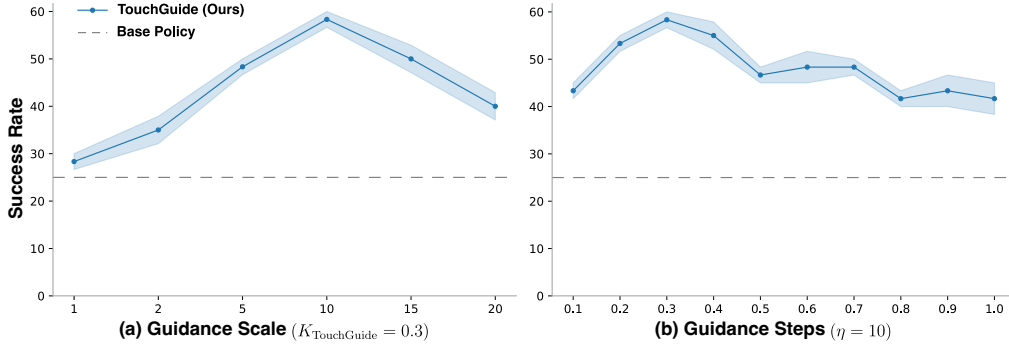 TouchGuide (Ours)
Base Policy
Success Rate
60
50
40
30
20
10
0
1 2 5 10 15 20
(a) Guidance Scale (K_TouchGuide = 0.3)
60
50
40
30
20
10
0
0.1 0.2 0.3 0.4 0.5 0.6 0.7 0.8 0.9 1.0
(b) Guidance Steps (η = 10)